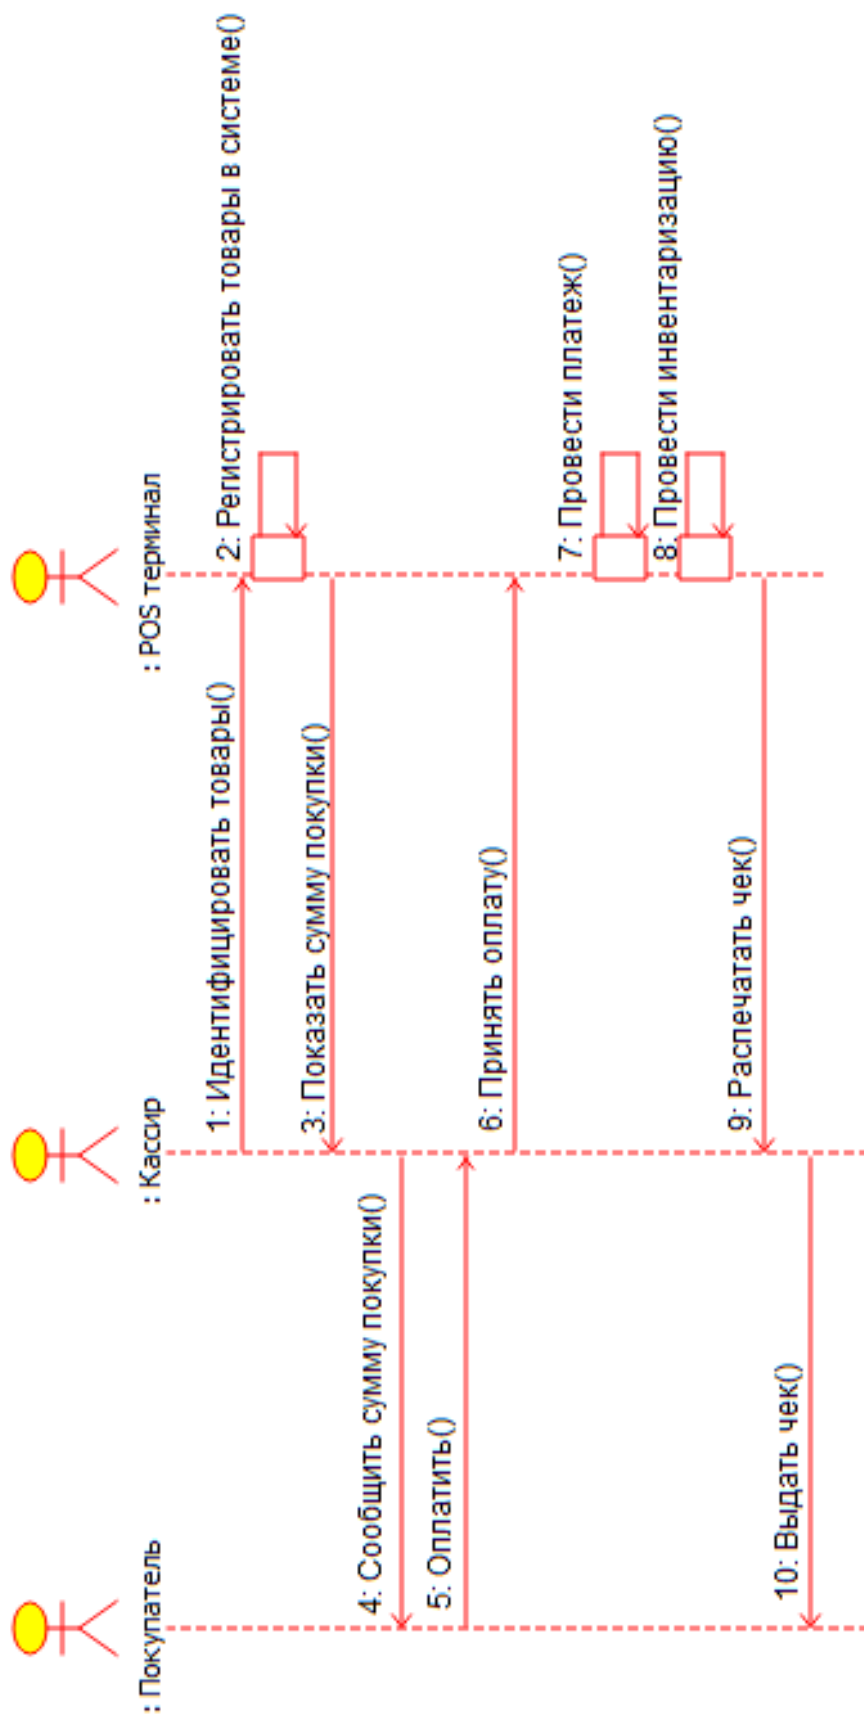 : Покупатель
: Кассир
: POS терминал
1: Идентифицировать товары()
2: Регистрировать товары в системе()
3: Показать сумму покупки()
4: Сообщить сумму покупки()
5: Оплатить()
6: Принять оплату()
7: Провести платеж()
8: Провести инвентаризацию()
9: Распечатать чек()
10: Выдать чек()